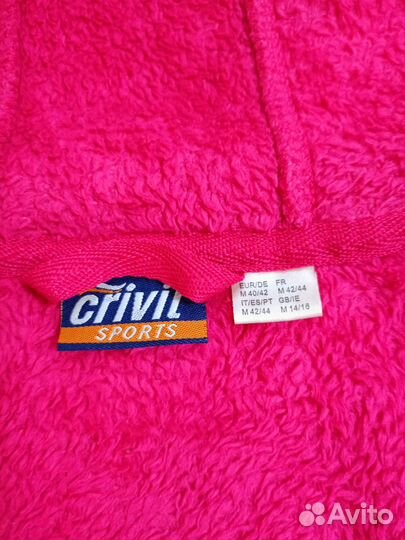 crivit
SPORTS
EUR/DE FR
M 40/42 M 42/44
IT/ES/PT GB/IE
M 42/44 M 14/16
Avito